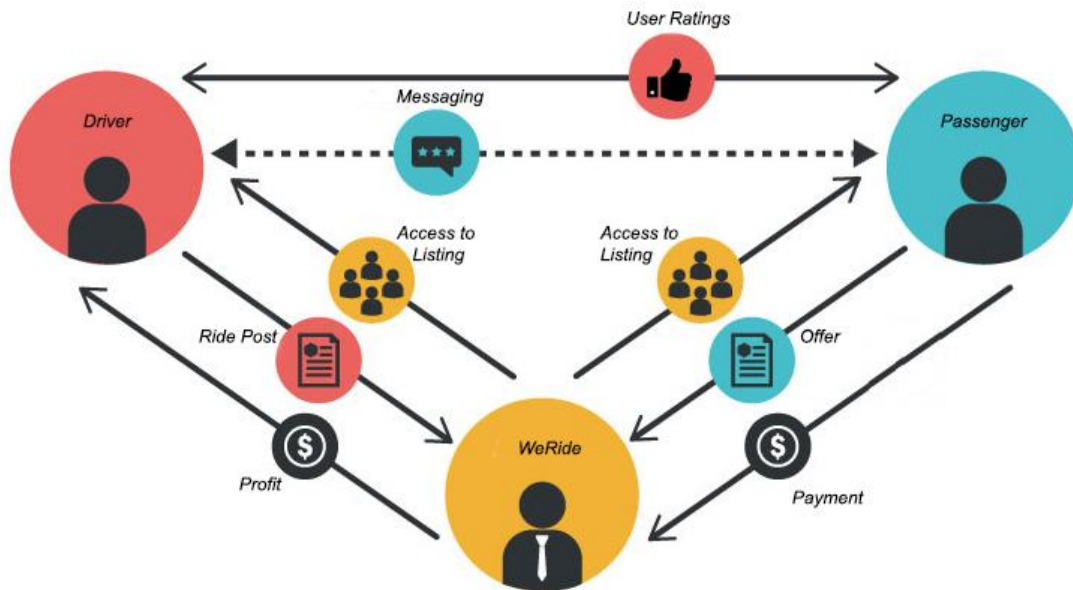 User Ratings
Messaging
Driver
Passenger
Access to
Listing
Access to
Listing
Ride Post
Offer
WeRide
$
$
Profit
Payment